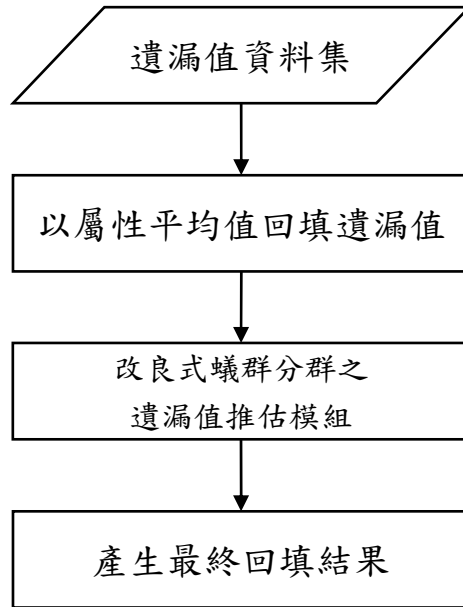 遺漏值資料集
以屬性平均值回填遺漏值
改良式蟻群分群之
遺漏值推估模組
產生最終回填結果